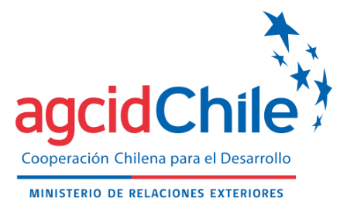 agcidChile
Cooperación Chilena para el Desarrollo
MINISTERIO DE RELACIONES EXTERIORES